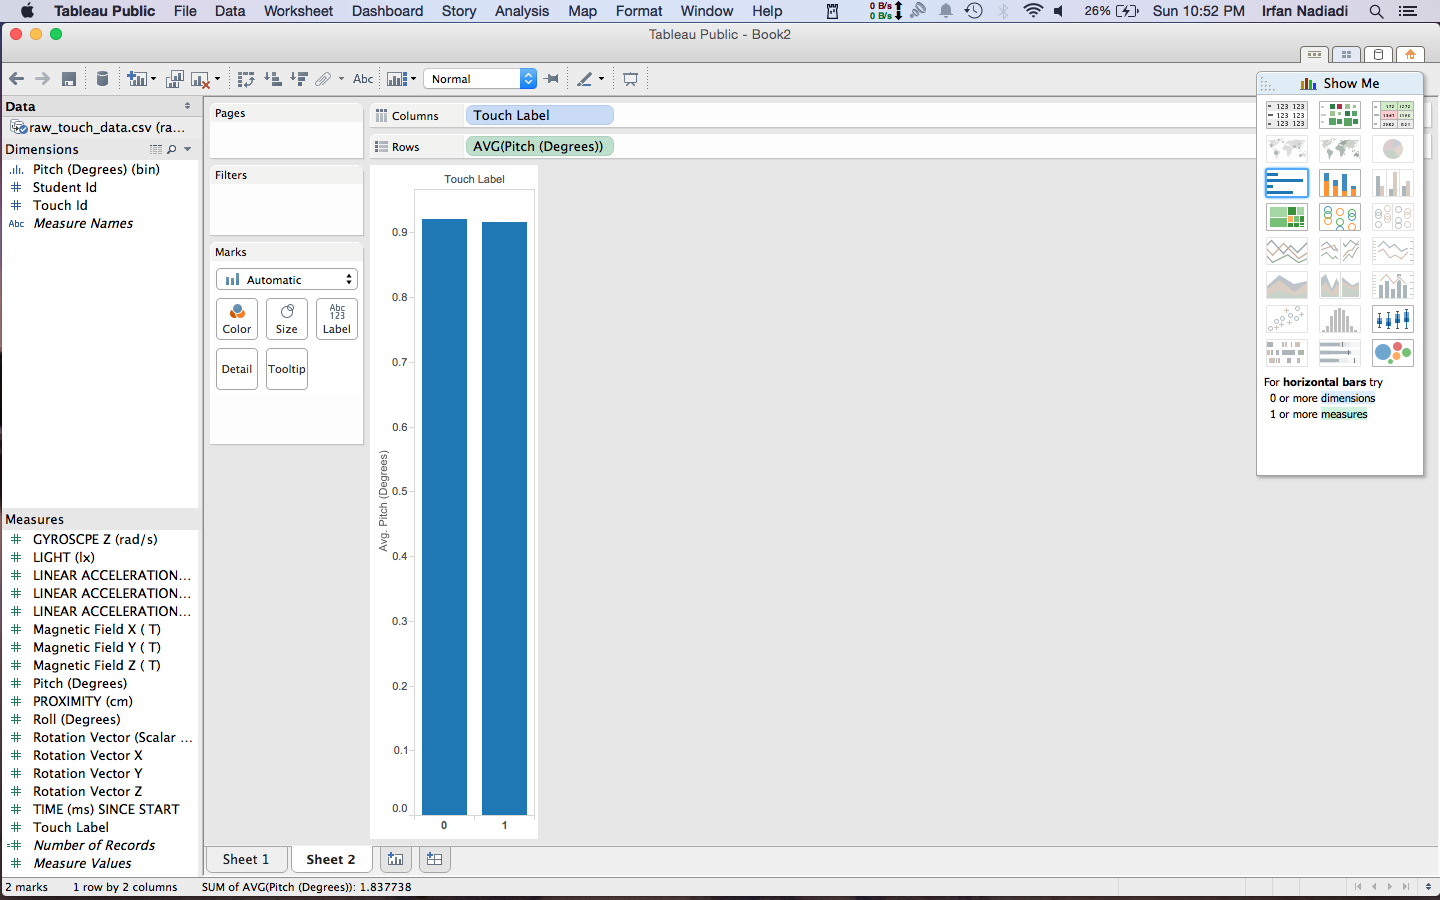 Tableau Public File Data Worksheet Dashboard Story Analysis Map Format Window Help 0 B/s 0 B/s 26% Sun 10:52 PM Irfan Nadiadi
Tableau Public - Book2
Abc Normal
Show Me
Data
raw_touch_data.csv (ra...
Dimensions
Pitch (Degrees) (bin)
Student Id
Touch Id
Abc Measure Names
Measures
GYROSCPE Z (rad/s)
LIGHT (lx)
LINEAR ACCELERATION...
LINEAR ACCELERATION...
LINEAR ACCELERATION...
Magnetic Field X ( T)
Magnetic Field Y ( T)
Magnetic Field Z ( T)
Pitch (Degrees)
PROXIMITY (cm)
Roll (Degrees)
Rotation Vector (Scalar ...
Rotation Vector X
Rotation Vector Y
Rotation Vector Z
TIME (ms) SINCE START
Touch Label
Number of Records
Measure Values
Pages
Filters
Marks
Automatic
Color Size Abc 123 Label
Detail Tooltip
Columns Touch Label
Rows AVG(Pitch (Degrees))
Touch Label
Avg. Pitch (Degrees)
0.9
0.8
0.7
0.6
0.5
0.4
0.3
0.2
0.1
0.0
0 1
For horizontal bars try
0 or more dimensions
1 or more measures
Sheet 1 Sheet 2
2 marks 1 row by 2 columns SUM of AVG(Pitch (Degrees)): 1.837738